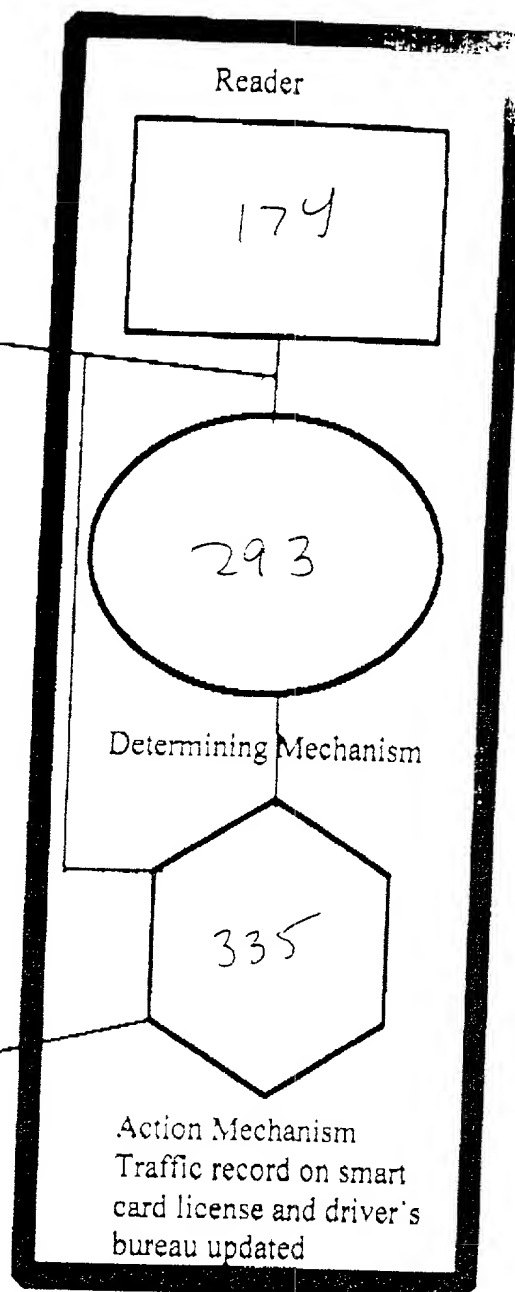 Reader
174
293
Determining Mechanism
335
Action Mechanism
Traffic record on smart
card license and driver's
bureau updated